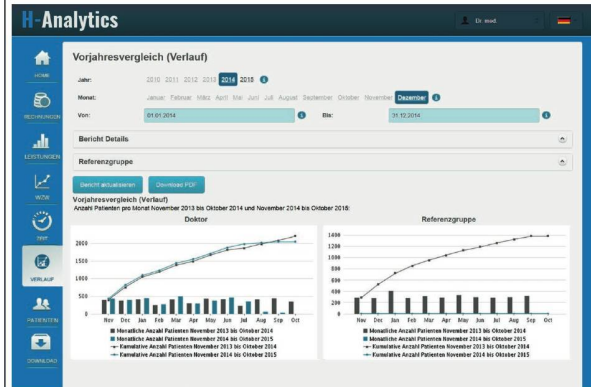 H-Analytics
Dr. med.
HOME
RECHNUNGEN
LEISTUNGEN
WZW
ZEIT
VERLAUF
PATIENTEN
DOWNLOAD
Vorjahresvergleich (Verlauf)
Jahr: 2010 2011 2012 2013 2014 2015
Monat: Januar Februar März April Mai Juni Juli August September Oktober November Dezember
Von: 01.01.2014 Bis: 31.12.2014
Bericht Details
Referenzgruppe
Bericht aktualisieren Download PDF
Vorjahresvergleich (Verlauf)
Anzahl Patienten pro Monat November 2013 bis Oktober 2014 und November 2014 bis Oktober 2015:
Doktor
2000
1500
1000
500
0
Nov Dec Jan Feb Mar Apr Mai Jun Jul Aug Sep Oct
Monatliche Anzahl Patienten November 2013 bis Oktober 2014
Monatliche Anzahl Patienten November 2014 bis Oktober 2015
Kumulative Anzahl Patienten November 2013 bis Oktober 2014
Kumulative Anzahl Patienten November 2014 bis Oktober 2015
Referenzgruppe
1400
1200
1000
800
600
400
200
0
Nov Dec Jan Feb Mar Apr Mai Jun Jul Aug Sep Oct
Monatliche Anzahl Patienten November 2013 bis Oktober 2014
Monatliche Anzahl Patienten November 2014 bis Oktober 2015
Kumulative Anzahl Patienten November 2013 bis Oktober 2014
Kumulative Anzahl Patienten November 2014 bis Oktober 2015